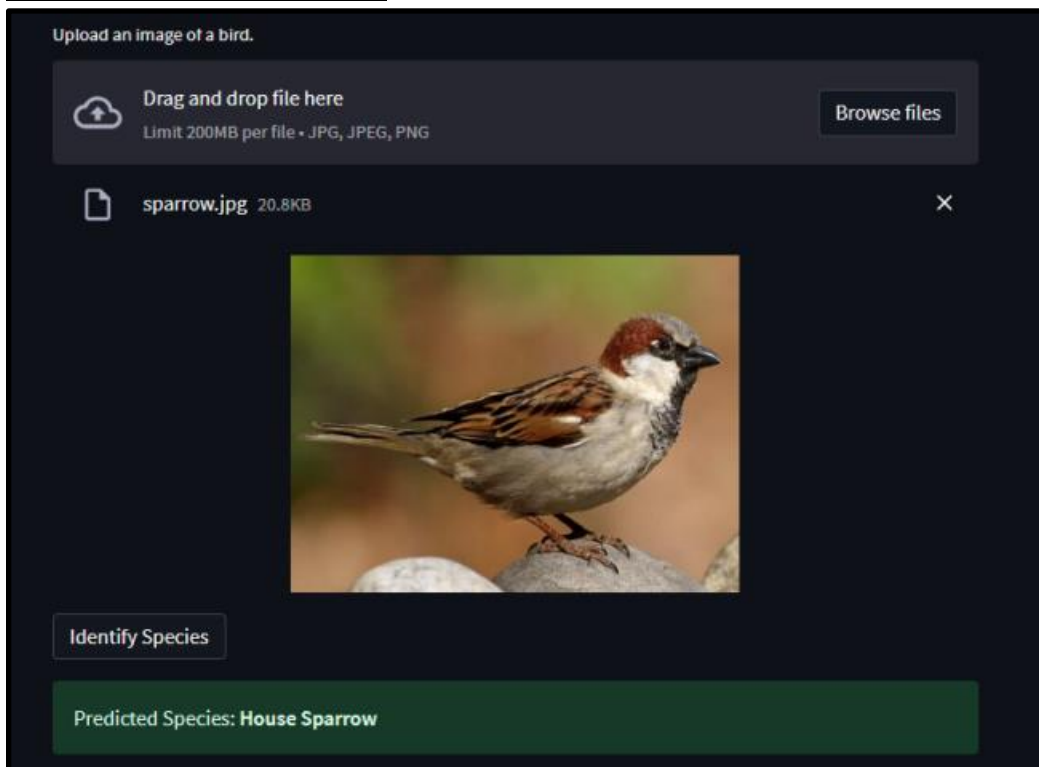 Upload an image of a bird.
Drag and drop file here
Limit 200MB per file • JPG, JPEG, PNG
Browse files
sparrow.jpg 20.8KB
Identify Species
Predicted Species: House Sparrow